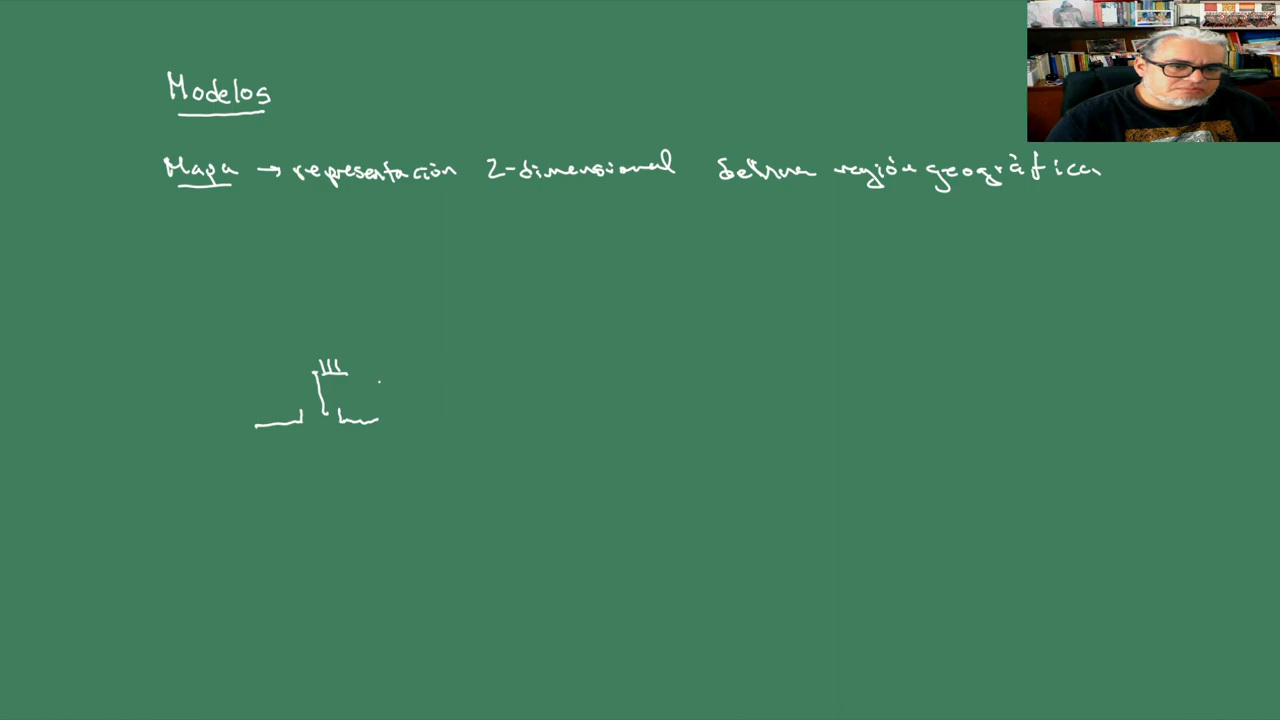 Modelos
Mapa → representación 2-dimensional de una región geográfica